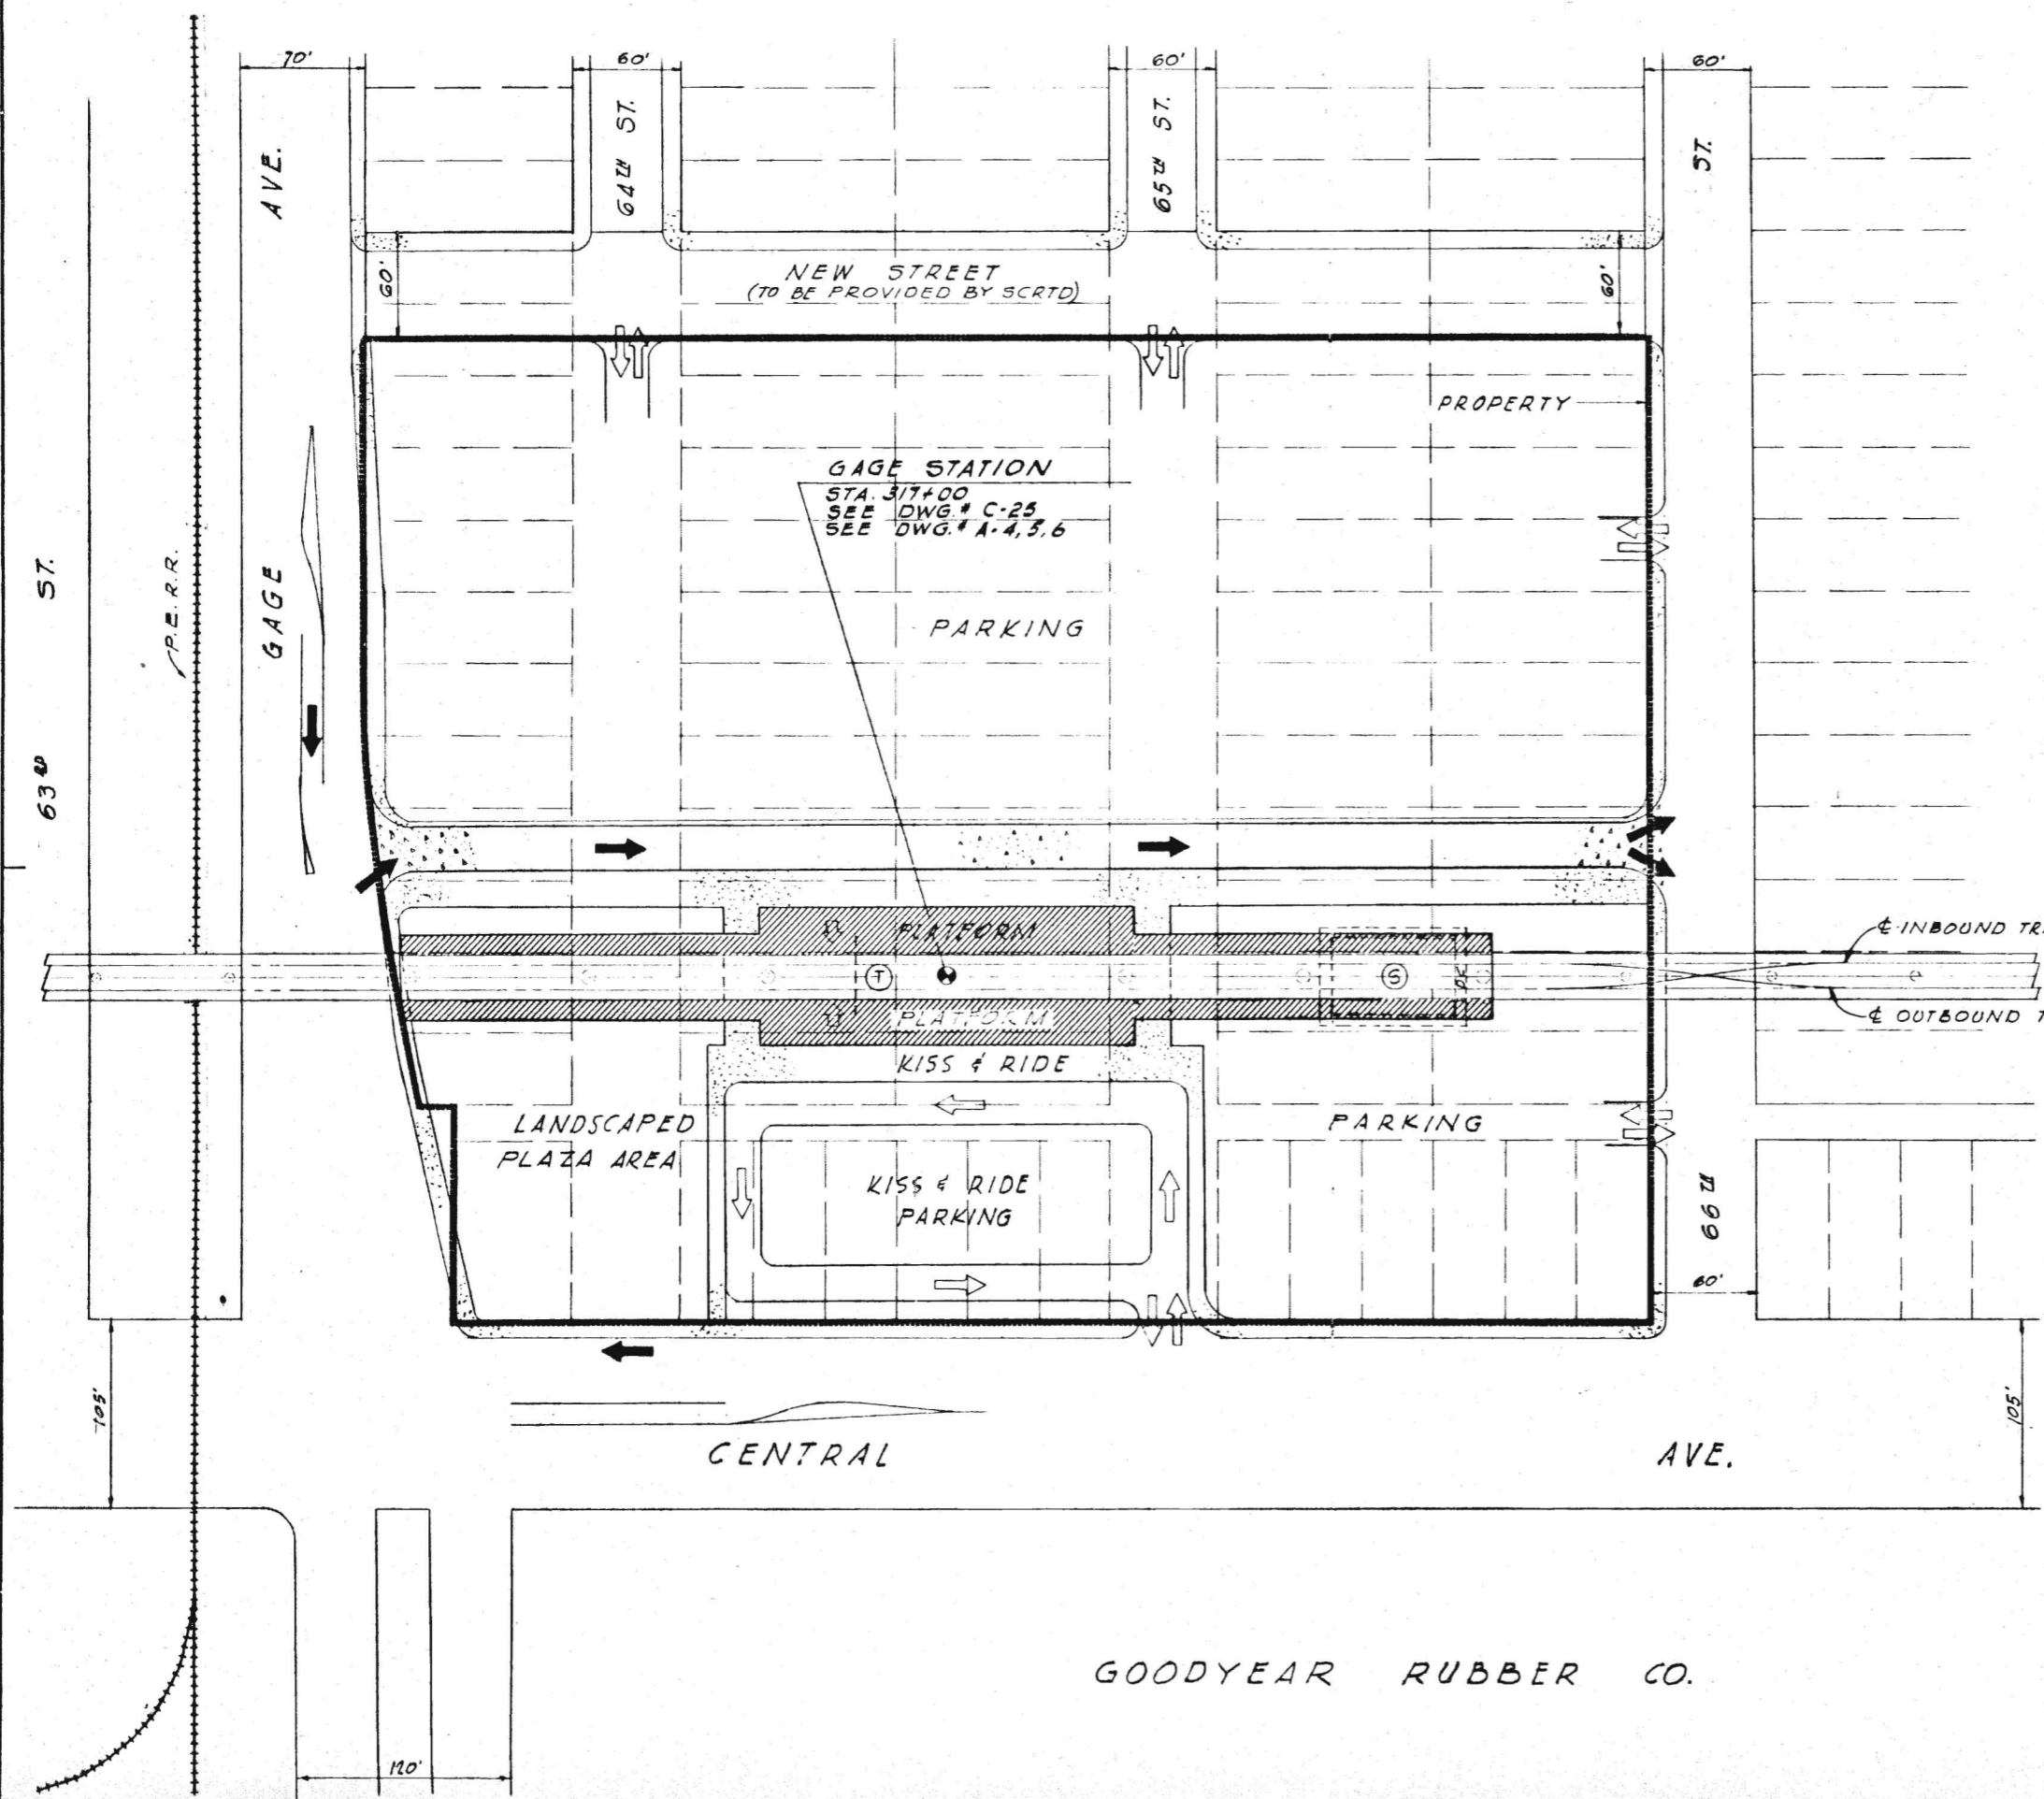 70'
60'
60'
60'
AVE.
64TH ST.
65TH ST.
ST.
60'
NEW STREET
(TO BE PROVIDED BY SCRTD)
60'
PROPERTY
GAGE STATION
STA. 317+00
SEE DWG.# C-25
SEE DWG.# A-4,5,6
63RD ST.
P.E.R.R.
GAGE
PARKING
PLATFORM
T
S
℄ INBOUND TR
PLATFORM
℄ OUTBOUND T
KISS & RIDE
LANDSCAPED
PLAZA AREA
PARKING
KISS & RIDE
PARKING
66TH
60'
105'
105'
CENTRAL AVE.
GOODYEAR RUBBER CO.
120'